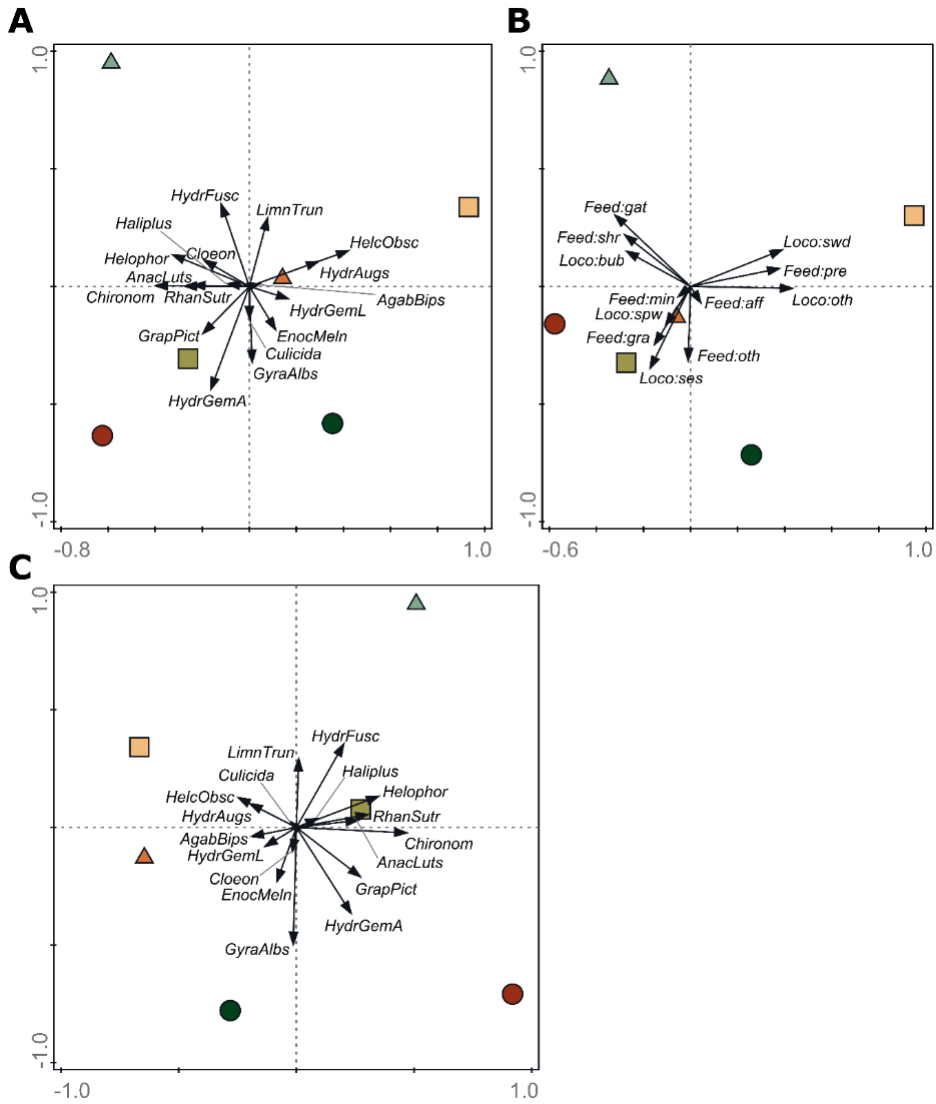 A
B
1.0
1.0
HydrFusc
LimnTrun
Haliplus
HelcObsc
Cloeon
Helophor
HydrAugs
AnacLuts
Chironom
RhanSutr
AgabBips
HydrGemL
GrapPict
EnocMeln
Culicida
GyraAlbs
HydrGemA
-1.0
-0.8
1.0
Feed:gat
Feed:shr
Loco:swd
Loco:bub
Feed:pre
Feed:min
Feed:aff
Loco:oth
Loco:spw
Feed:gra
Feed:oth
Loco:ses
-1.0
-0.6
1.0
C
1.0
HydrFusc
LimnTrun
Culicida
Haliplus
HelcObsc
Helophor
HydrAugs
RhanSutr
AgabBips
Chironom
HydrGemL
AnacLuts
Cloeon
GrapPict
EnocMeln
HydrGemA
GyraAlbs
-1.0
-1.0
1.0